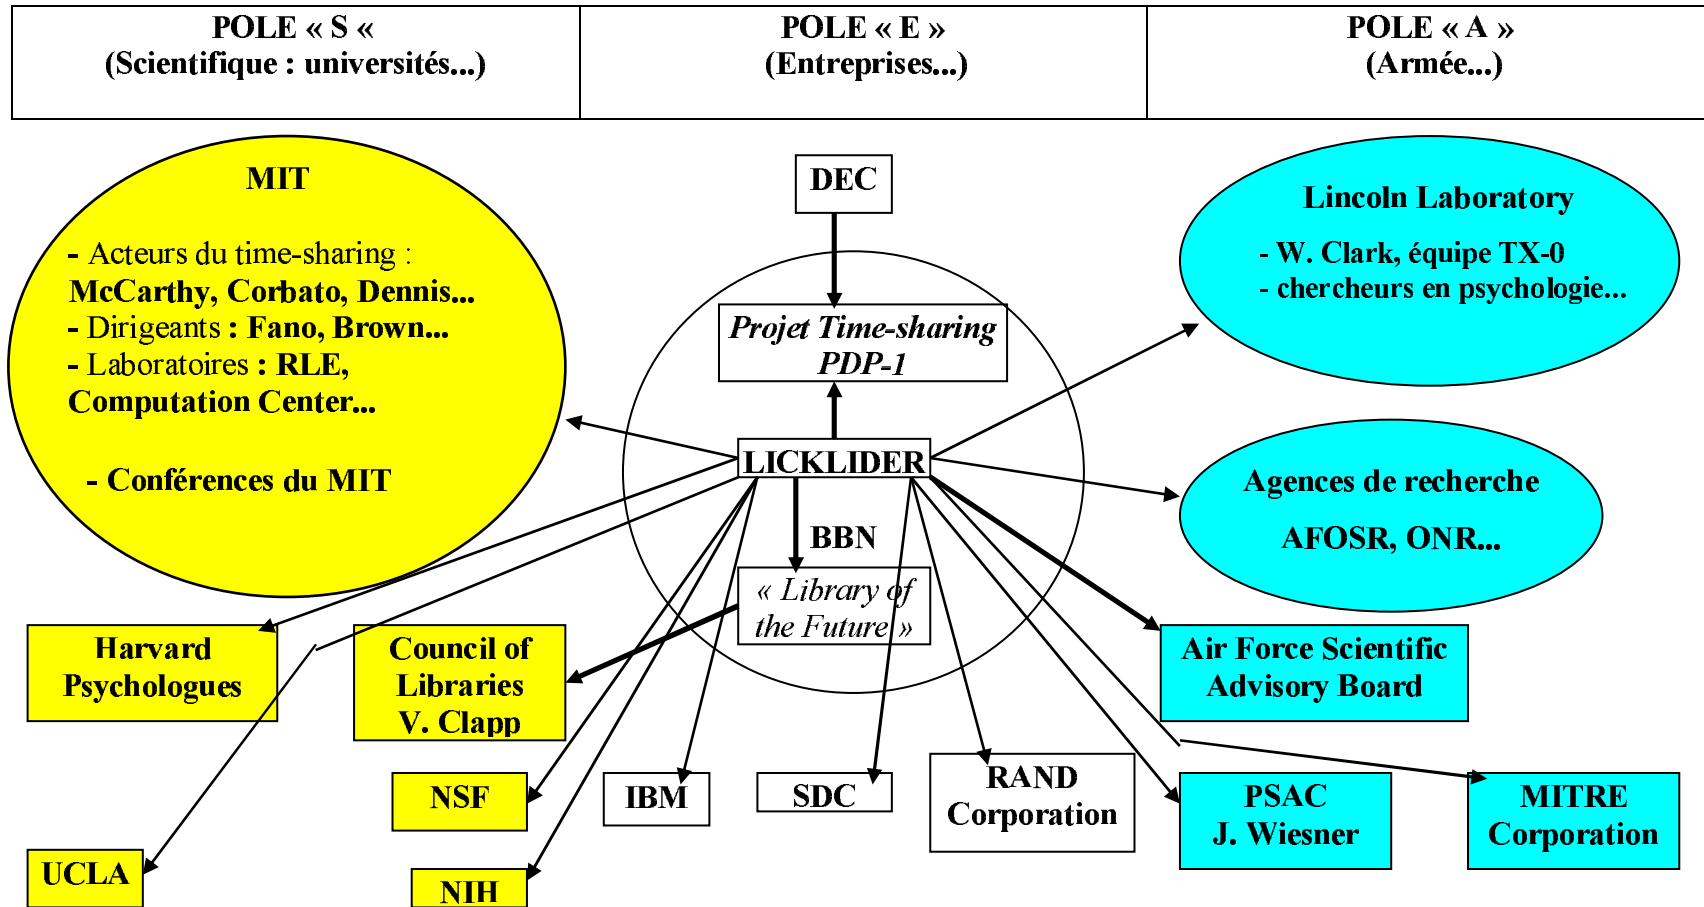 POLE « S «
(Scientifique : universités...)
POLE « E »
(Entreprises...)
POLE « A »
(Armée...)
MIT
- Acteurs du time-sharing :
McCarthy, Corbato, Dennis...
- Dirigeants : Fano, Brown...
- Laboratoires : RLE,
Computation Center...
- Conférences du MIT
DEC
Projet Time-sharing
PDP-1
LICKLIDER
BBN
« Library of
the Future »
Lincoln Laboratory
- W. Clark, équipe TX-0
- chercheurs en psychologie...
Agences de recherche
AFOSR, ONR...
Harvard
Psychologues
Council of
Libraries
V. Clapp
Air Force Scientific
Advisory Board
NSF
IBM
SDC
RAND
Corporation
PSAC
J. Wiesner
MITRE
Corporation
UCLA
NIH